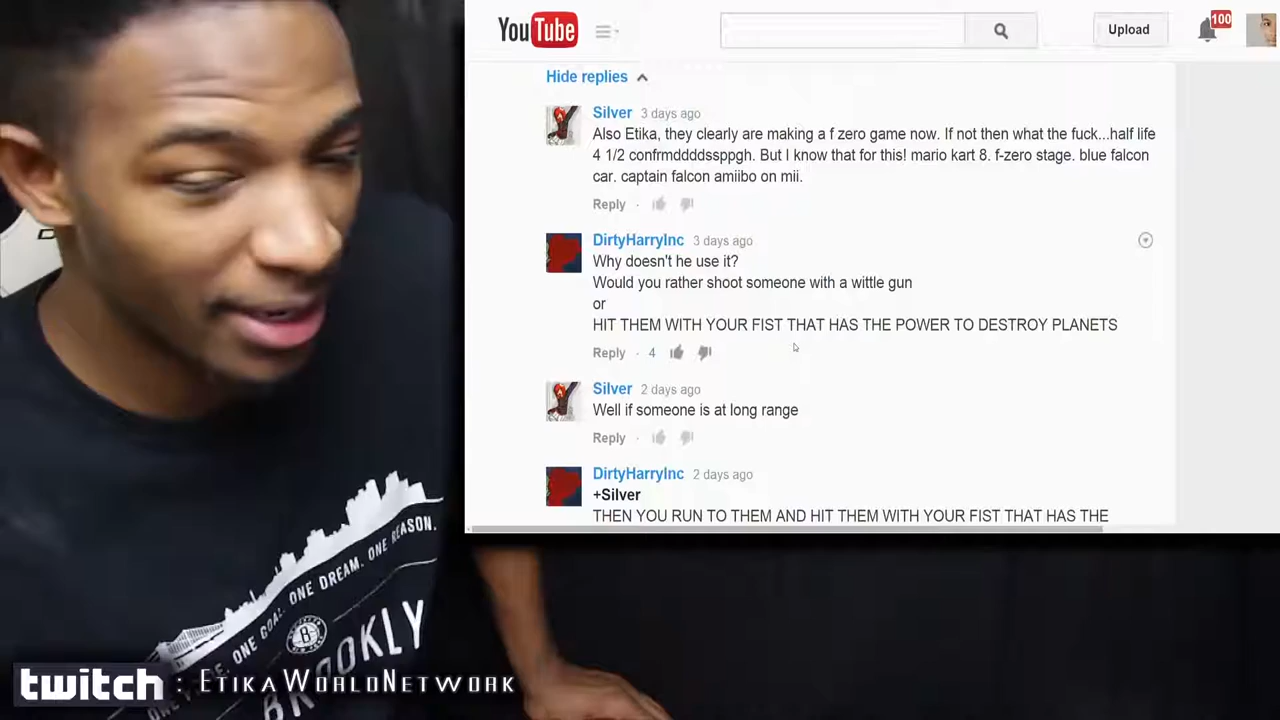 YouTube
Upload
100
Hide replies
Silver 3 days ago
Also Etika, they clearly are making a f zero game now. If not then what the fuck...half life
4 1/2 confrmddddssppgh. But I know that for this! mario kart 8. f-zero stage. blue falcon
car. captain falcon amiibo on mii.
Reply
DirtyHarryInc 3 days ago
Why doesn't he use it?
Would you rather shoot someone with a wittle gun
or
HIT THEM WITH YOUR FIST THAT HAS THE POWER TO DESTROY PLANETS
Reply · 4
Silver 2 days ago
Well if someone is at long range
Reply
DirtyHarryInc 2 days ago
+Silver
THEN YOU RUN TO THEM AND HIT THEM WITH YOUR FIST THAT HAS THE
ONE GOAL. ONE DREAM. ONE REASON.
B
BROOKLY
twitch : EtikaWorldNetwork